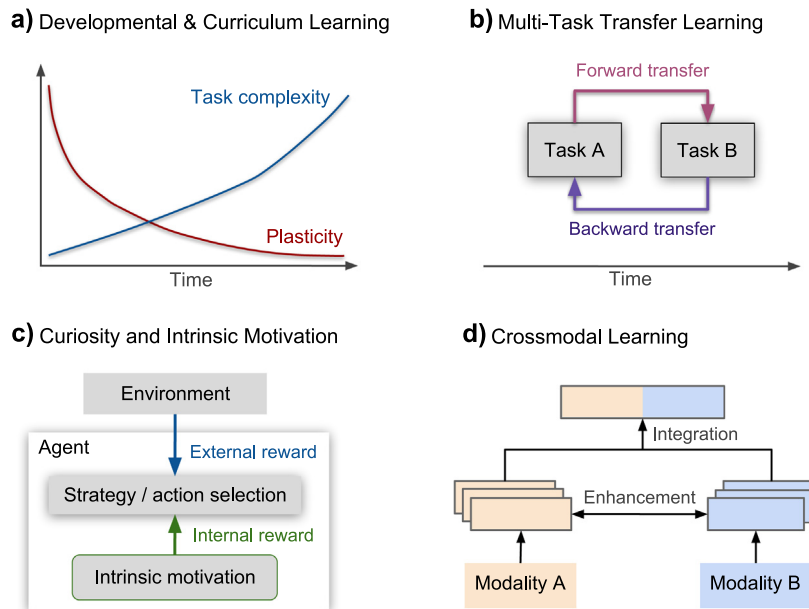 a) Developmental & Curriculum Learning
Task complexity
Plasticity
Time
b) Multi-Task Transfer Learning
Forward transfer
Task A
Task B
Backward transfer
Time
c) Curiosity and Intrinsic Motivation
Environment
Agent
External reward
Strategy / action selection
Internal reward
Intrinsic motivation
d) Crossmodal Learning
Integration
Enhancement
Modality A
Modality B